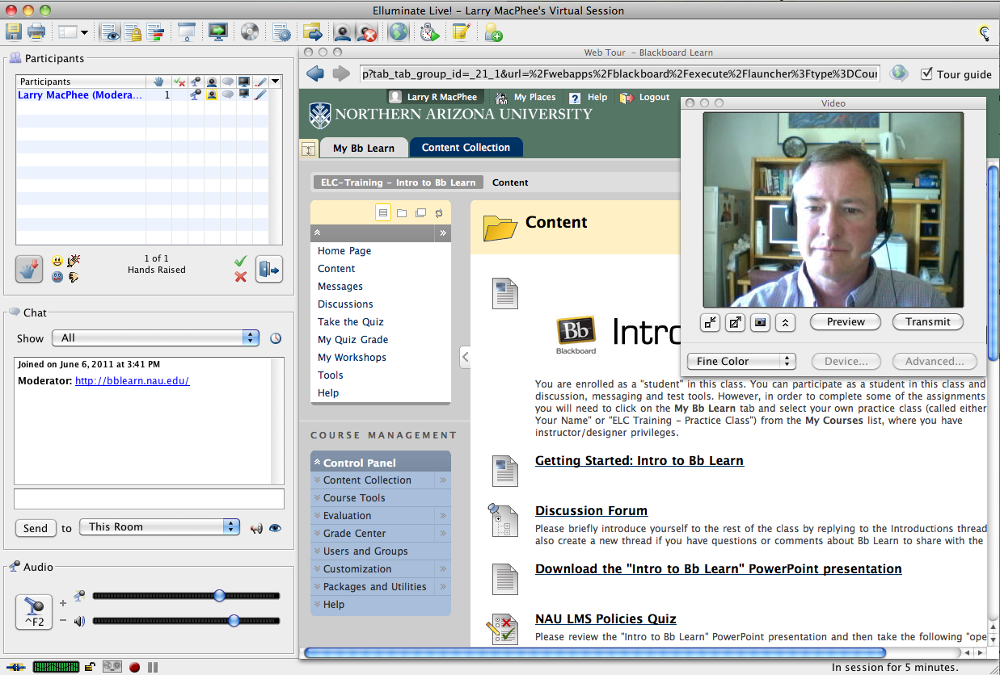 Elluminate Live! – Larry MacPhee's Virtual Session
Participants
Participants
Larry MacPhee (Modera... 1
1 of 1
Hands Raised
Chat
Show All
Joined on June 6, 2011 at 3:41 PM
Moderator: http://bblearn.nau.edu/
Send to This Room
Audio
^F2
+
–
Web Tour – Blackboard Learn
p?tab_tab_group_id=_21_1&url=%2Fwebapps%2Fblackboard%2Fexecute%2Flauncher%3Ftype%3DCour
Tour guide
Larry R MacPhee My Places Help Logout
NORTHERN ARIZONA UNIVERSITY
My Bb Learn Content Collection
ELC-Training – Intro to Bb Learn Content
Home Page
Content
Messages
Discussions
Take the Quiz
My Quiz Grade
My Workshops
Tools
Help
COURSE MANAGEMENT
Control Panel
Content Collection
Course Tools
Evaluation
Grade Center
Users and Groups
Customization
Packages and Utilities
Help
Content
Bb
Blackboard
Intro
You are enrolled as a "student" in this class. You can participate as a student in this class and
discussion, messaging and test tools. However, in order to complete some of the assignments
you will need to click on the My Bb Learn tab and select your own practice class (called either
Your Name" or "ELC Training – Practice Class") from the My Courses list, where you have
instructor/designer privileges.
Getting Started: Intro to Bb Learn
Discussion Forum
Please briefly introduce yourself to the rest of the class by replying to the Introductions thread
also create a new thread if you have questions or comments about Bb Learn to share with the
Download the "Intro to Bb Learn" PowerPoint presentation
NAU LMS Policies Quiz
Please review the "Intro to Bb Learn" PowerPoint presentation and then take the following "ope
Video
Preview Transmit
Fine Color Device... Advanced...
In session for 5 minutes.